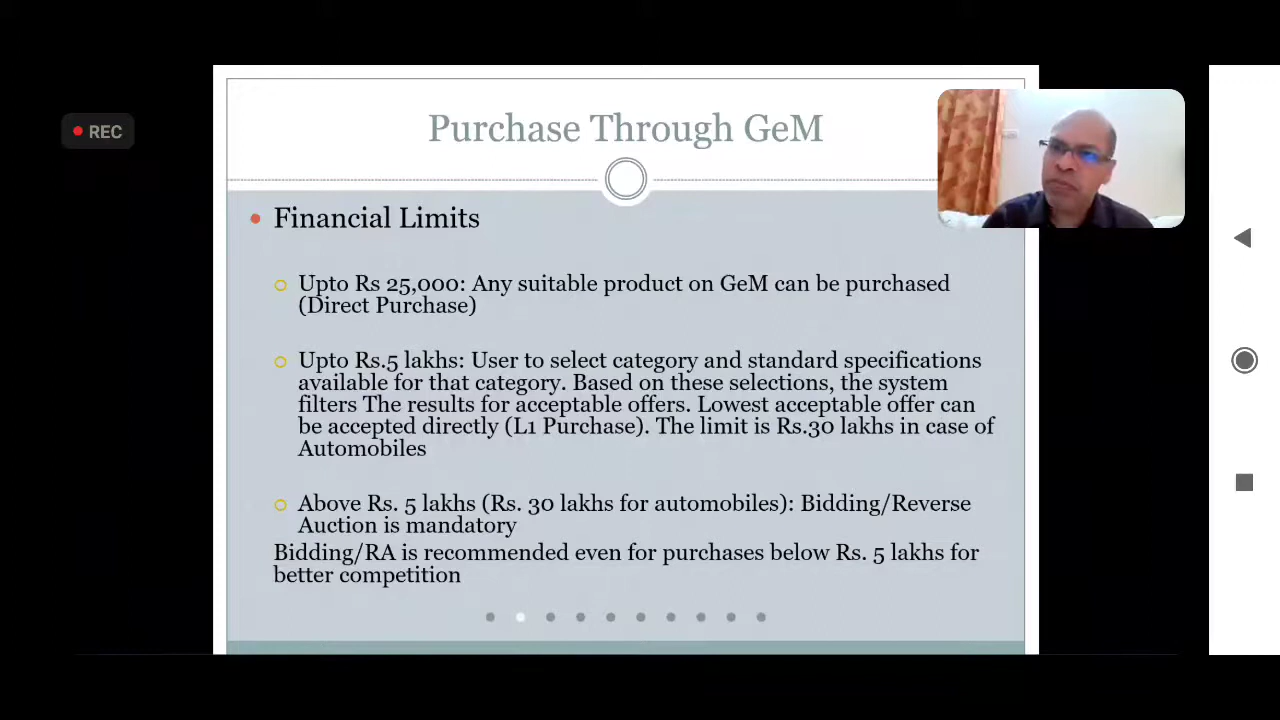 REC
Purchase Through GeM
Financial Limits
Upto Rs 25,000: Any suitable product on GeM can be purchased
(Direct Purchase)
Upto Rs.5 lakhs: User to select category and standard specifications
available for that category. Based on these selections, the system
filters The results for acceptable offers. Lowest acceptable offer can
be accepted directly (L1 Purchase). The limit is Rs.30 lakhs in case of
Automobiles
Above Rs. 5 lakhs (Rs. 30 lakhs for automobiles): Bidding/Reverse
Auction is mandatory
Bidding/RA is recommended even for purchases below Rs. 5 lakhs for
better competition